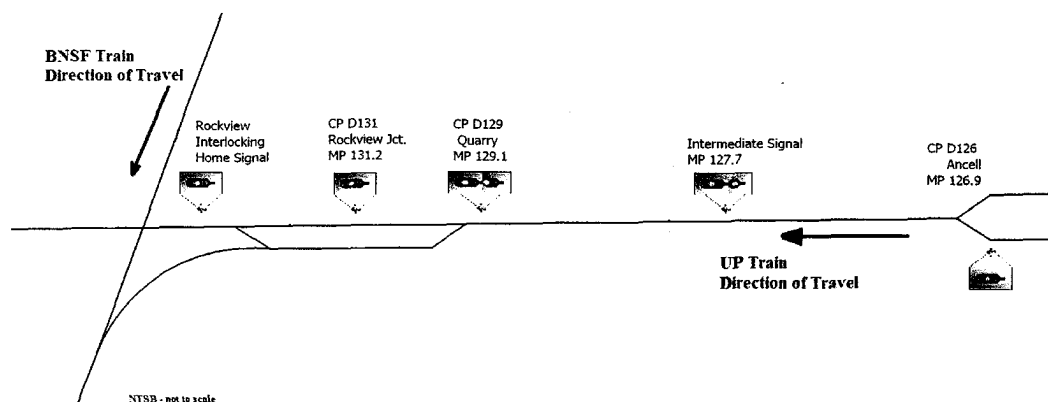 BNSF Train
Direction of Travel
Rockview
Interlocking
Home Signal
CP D131
Rockview Jct.
MP 131.2
CP D129
Quarry
MP 129.1
Intermediate Signal
MP 127.7
CP D126
Ancell
MP 126.9
UP Train
Direction of Travel
NTSB - not to scale